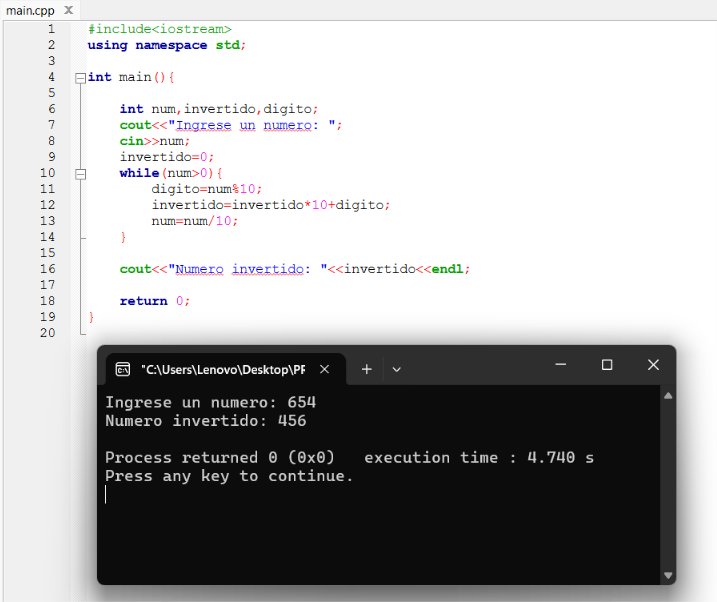 main.cpp X
1 #include<iostream>
2 using namespace std;
3
4 int main(){
5
6 int num,invertido,digito;
7 cout<<"Ingrese un numero: ";
8 cin>>num;
9 invertido=0;
10 while(num>0){
11 digito=num%10;
12 invertido=invertido*10+digito;
13 num=num/10;
14 }
15
16 cout<<"Numero invertido: "<<invertido<<endl;
17
18 return 0;
19 }
20
"C:\Users\Lenovo\Desktop\PF
Ingrese un numero: 654
Numero invertido: 456
Process returned 0 (0x0) execution time : 4.740 s
Press any key to continue.